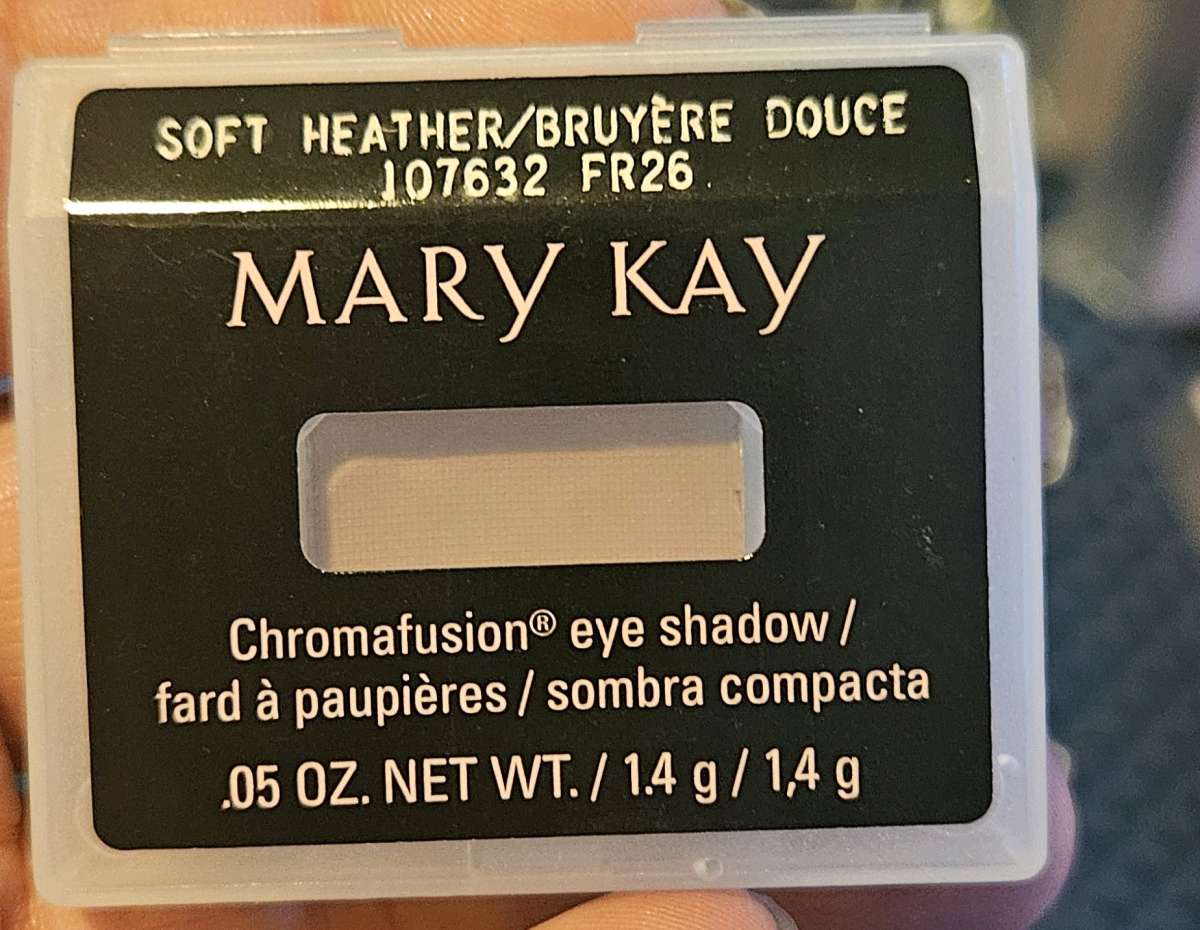 SOFT HEATHER/BRUYÈRE DOUCE
107632 FR26
MARY KAY
Chromafusion® eye shadow /
fard à paupières / sombra compacta
.05 OZ. NET WT. / 1.4 g / 1,4 g